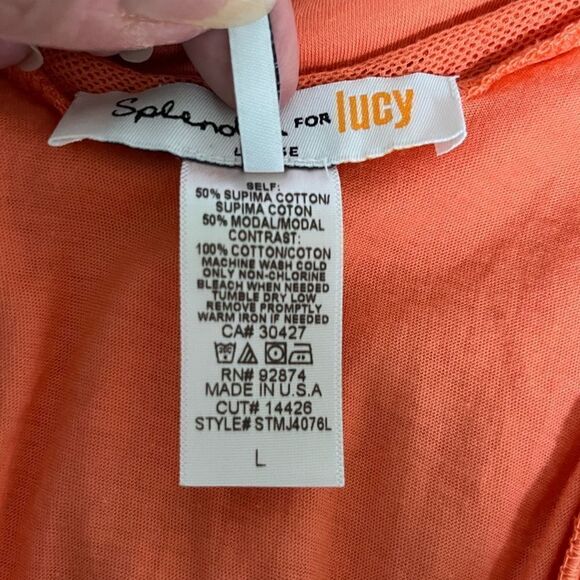 FOR lucy
SELF:
50% SUPIMA COTTON/
SUPIMA COTON
50% MODAL/MODAL
CONTRAST:
100% COTTON/COTON
MACHINE WASH COLD
ONLY NON-CHLORINE
BLEACH WHEN NEEDED
TUMBLE DRY LOW
REMOVE PROMPTLY
WARM IRON IF NEEDED
CA# 30427
RN# 92874
MADE IN U.S.A
CUT# 14426
STYLE# STMJ4076L
L